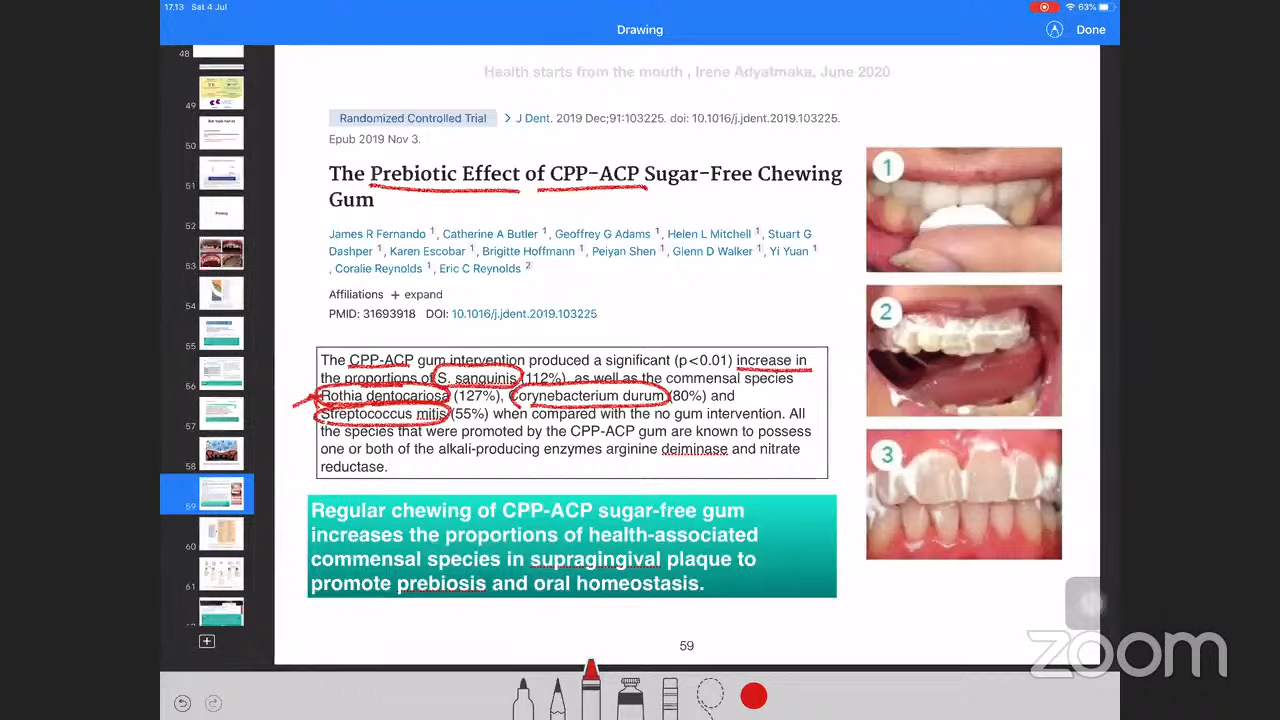 17.13 Sat 4 Jul
63%
Drawing
Done
48
49
50
51
52
53
54
55
56
57
58
59
60
61
Health starts from the , Irene Adyatmaka, June 2020
Randomized Controlled Trial > J Dent. 2019 Dec;91:103225. doi: 10.1016/j.jdent.2019.103225.
Epub 2019 Nov 3.
The Prebiotic Effect of CPP-ACP Sugar-Free Chewing
Gum
James R Fernando 1, Catherine A Butler 1, Geoffrey G Adams 1, Helen L Mitchell 1, Stuart G
Dashper 1, Karen Escobar 1, Brigitte Hoffmann 1, Peiyan Shen 1, Glenn D Walker 1, Yi Yuan 1
, Coralie Reynolds 1, Eric C Reynolds 2
Affiliations + expand
PMID: 31693918 DOI: 10.1016/j.jdent.2019.103225
The CPP-ACP gum intervention produced a significant (p<0.01) increase in
the proportions of S. sanguinis (112%), as well as the commensal species
Rothia dentocariosa (127%), Corynebacterium durum (80%) and
Streptococcus mitis (55%) when compared with the no gum intervention. All
the species that were promoted by the CPP-ACP gum are known to possess
one or both of the alkali-producing enzymes arginine deiminase and nitrate
reductase.
Regular chewing of CPP-ACP sugar-free gum
increases the proportions of health-associated
commensal species in supragingival plaque to
promote prebiosis and oral homeostasis.
1
2
3
59
zoom